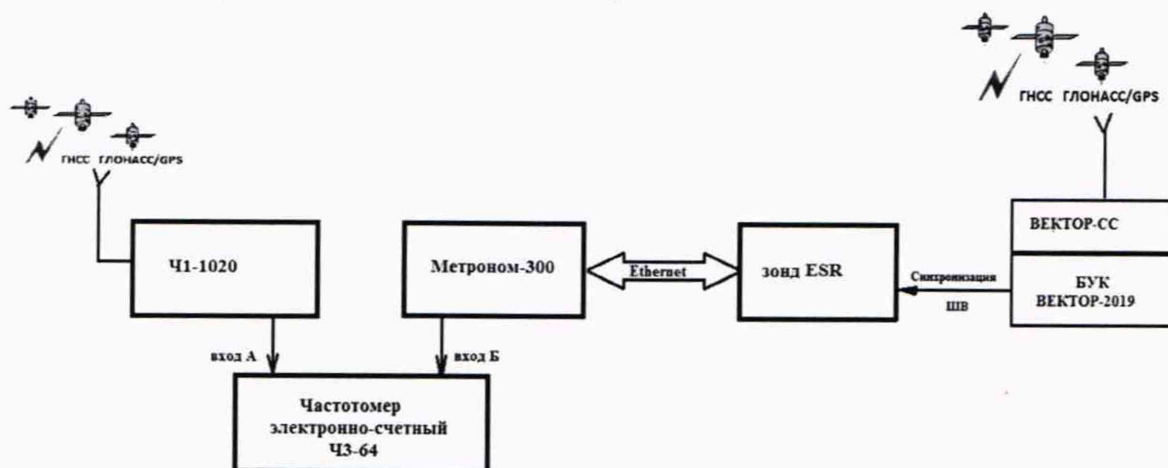 ГНСС ГЛОНАСС/GPS
ГНСС ГЛОНАСС/GPS
Ч1-1020
Метроном-300
Ethernet
зонд ESR
Синхронизация
ШВ
ВЕКТОР-СС
БУК
ВЕКТОР-2019
вход А
вход Б
Частотомер
электронно-счетный
Ч3-64